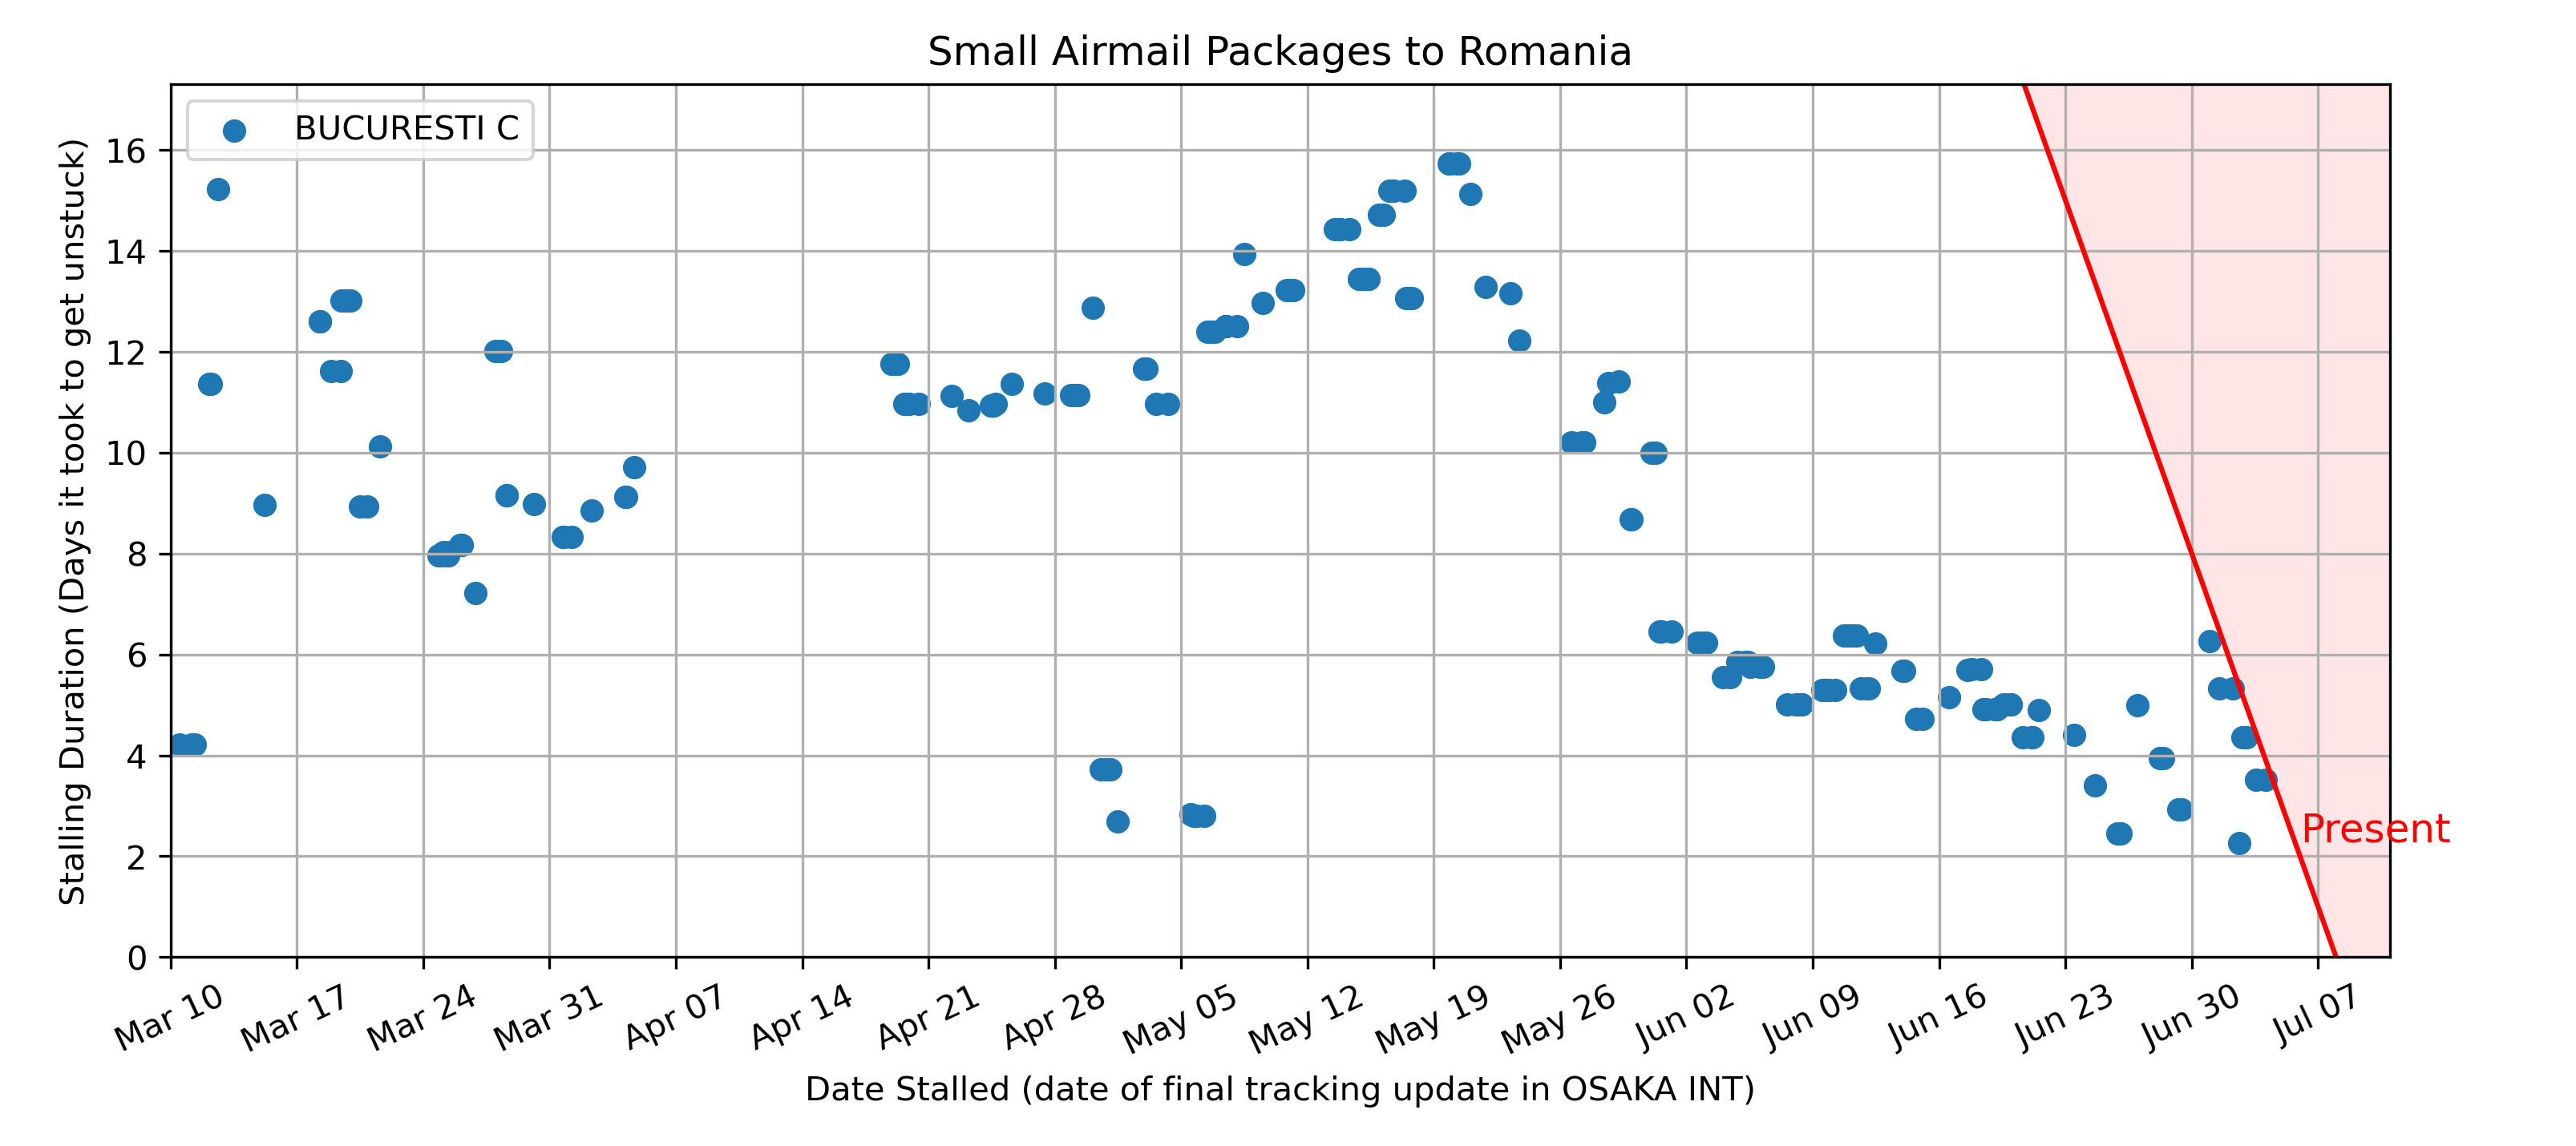 Small Airmail Packages to Romania
BUCURESTI C
Stalling Duration (Days it took to get unstuck)
16
14
12
10
8
6
4
2
0
Present
Mar 10
Mar 17
Mar 24
Mar 31
Apr 07
Apr 14
Apr 21
Apr 28
May 05
May 12
May 19
May 26
Jun 02
Jun 09
Jun 16
Jun 23
Jun 30
Jul 07
Date Stalled (date of final tracking update in OSAKA INT)